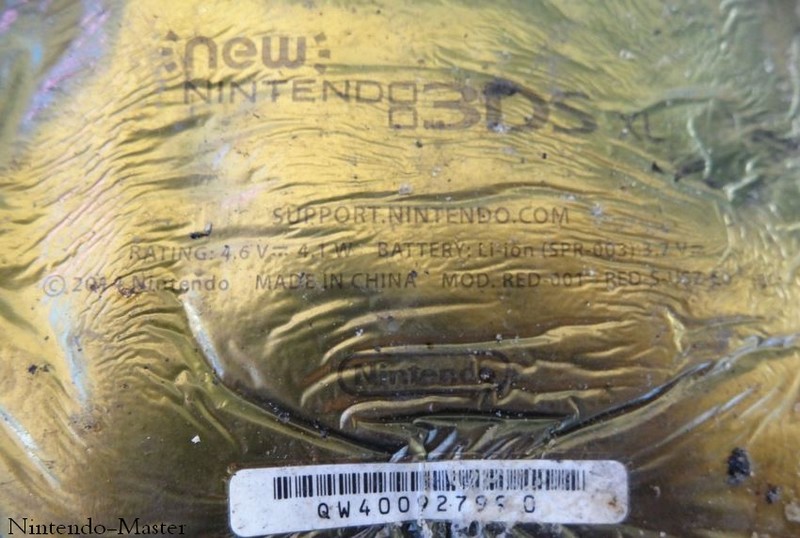 new
NINTENDO 3DS XL
SUPPORT.NINTENDO.COM
RATING: 4.6 V⎓ 4.1 W BATTERY: Li-ion (SPR-003) 3.7 V⎓
© 2014 Nintendo MADE IN CHINA MOD. RED-001
Nintendo
Nintendo-Master